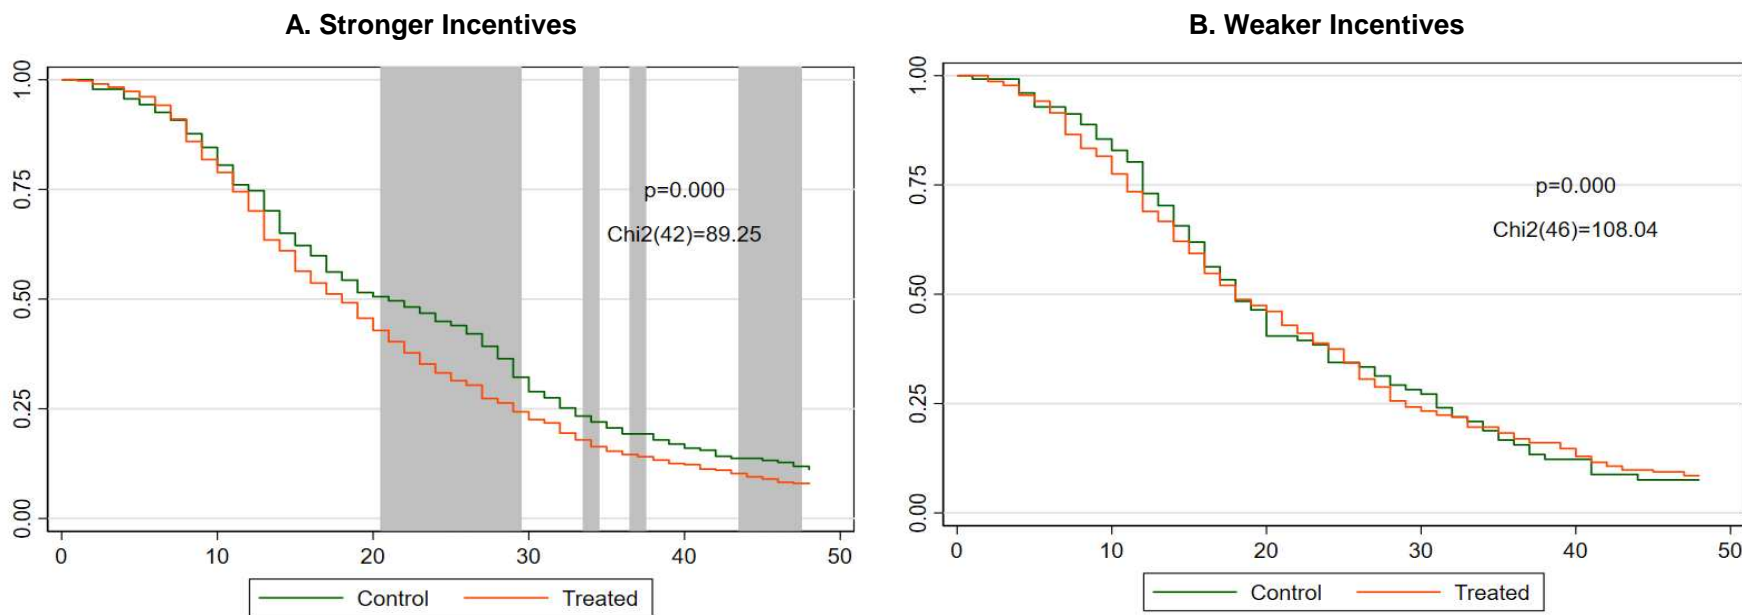 A. Stronger Incentives
1.00
0.75
0.50
0.25
0.00
p=0.000
Chi2(42)=89.25
0 10 20 30 40 50
Control Treated
B. Weaker Incentives
1.00
0.75
0.50
0.25
0.00
p=0.000
Chi2(46)=108.04
0 10 20 30 40 50
Control Treated